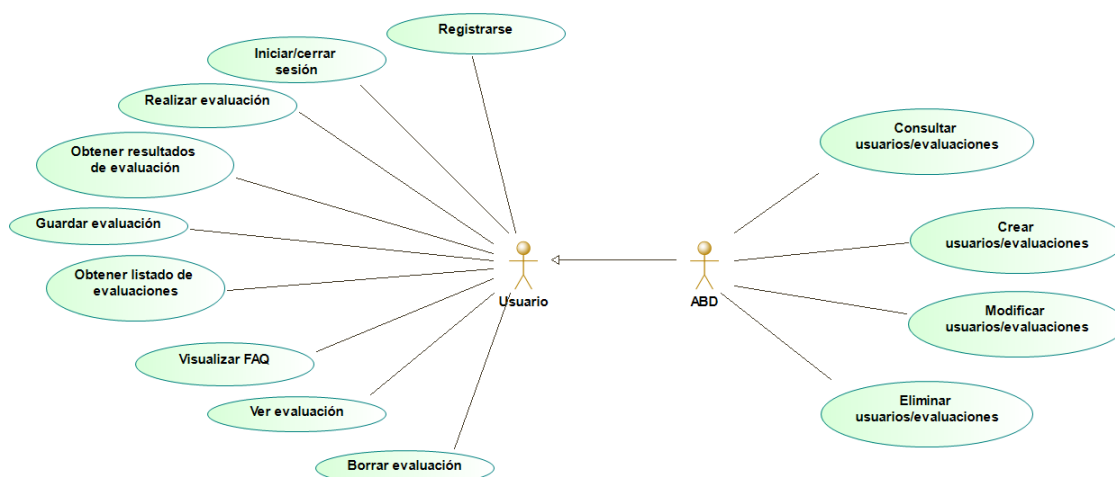 Registrarse
Iniciar/cerrar
sesión
Realizar evaluación
Obtener resultados
de evaluación
Guardar evaluación
Obtener listado de
evaluaciones
Visualizar FAQ
Ver evaluación
Borrar evaluación
Usuario
ABD
Consultar
usuarios/evaluaciones
Crear
usuarios/evaluaciones
Modificar
usuarios/evaluaciones
Eliminar
usuarios/evaluaciones